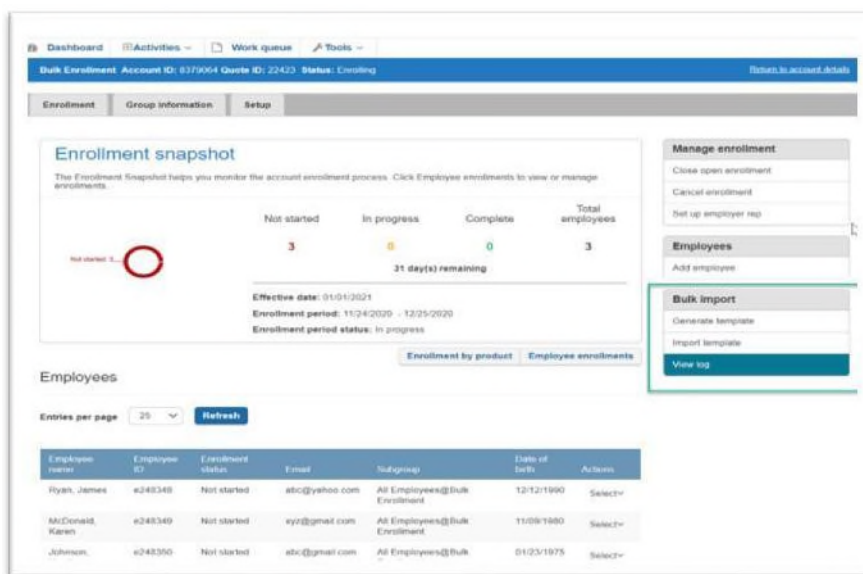 Dashboard Activities Work queue Tools
Bulk Enrollment Account ID: 8379064 Quote ID: 22423 Status: Enrolling Return to account details
Enrollment Group information Setup
Enrollment snapshot
The Enrollment Snapshot helps you monitor the account enrollment process. Click Employee enrollments to view or manage
enrollments.
Not started In progress Complete Total
employees
Not started: 3
3 0 0 3
31 day(s) remaining
Effective date: 01/01/2021
Enrollment period: 11/24/2020 - 12/25/2020
Enrollment period status: In progress
Enrollment by product Employee enrollments
Manage enrollment
Close open enrollment
Cancel enrollment
Set up employer rep
Employees
Add employee
Bulk import
Generate template
Import template
View log
Employees
Entries per page 25 Refresh
Employee
name
Employee
ID
Enrollment
status
Email
Subgroup
Date of
birth
Actions
Ryan, James e248348 Not started abc@yahoo.com All Employees@Bulk
Enrollment
12/12/1990 Select
McDonald,
Karen
e248349 Not started xyz@gmail.com All Employees@Bulk
Enrollment
11/09/1980 Select
Johnson, e248350 Not started abc@gmail.com All Employees@Bulk 01/23/1975 Select